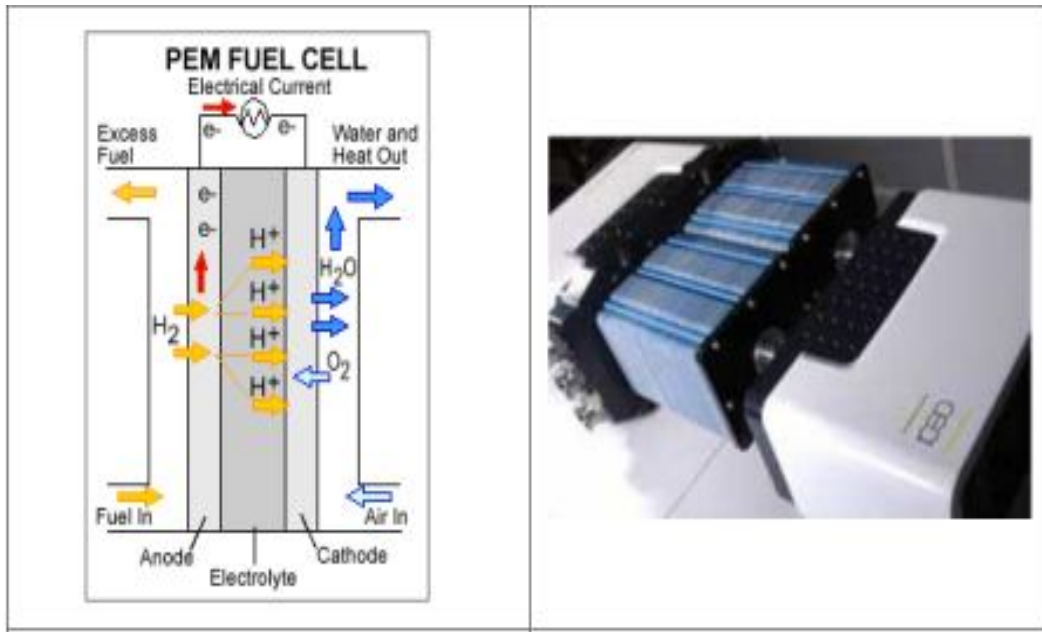 PEM FUEL CELL
Electrical Current
e-
e-
Excess
Fuel
Water and
Heat Out
e-
e-
H+
H+
H+
H+
H2O
H2
O2
Fuel In
Air In
Anode
Cathode
Electrolyte